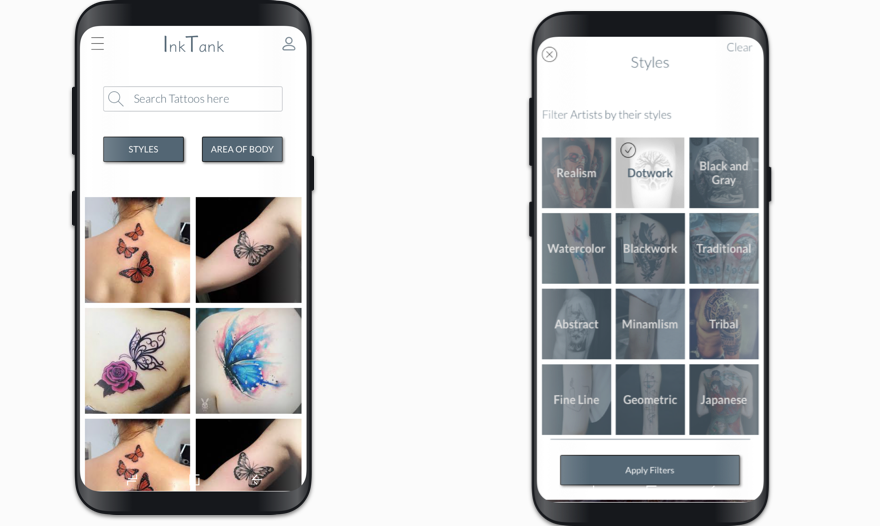 InkTank
Search Tattoos here
STYLES
AREA OF BODY
Clear
Styles
Filter Artists by their styles
Realism
Dotwork
Black and
Gray
Watercolor
Blackwork
Traditional
Abstract
Minamlism
Tribal
Fine Line
Geometric
Japanese
Apply Filters